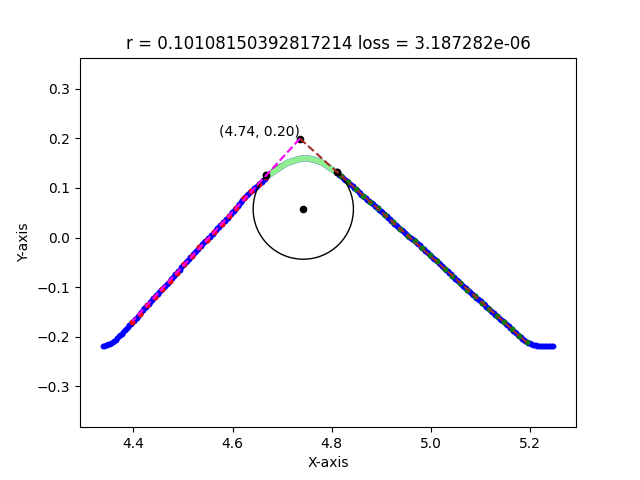 r = 0.10108150392817214 loss = 3.187282e-06
(4.74, 0.20)
Y-axis
0.3
0.2
0.1
0.0
−0.1
−0.2
−0.3
4.4 4.6 4.8 5.0 5.2
X-axis